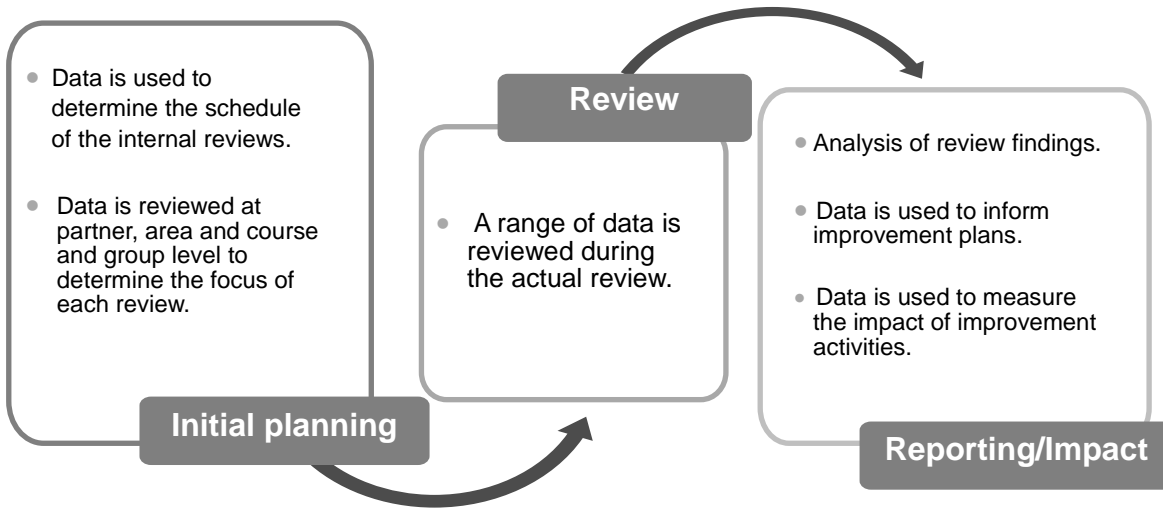 Data is used to
determine the schedule
of the internal reviews.
Data is reviewed at
partner, area and course
and group level to
determine the focus of
each review.
Initial planning
Review
A range of data is
reviewed during
the actual review.
Analysis of review findings.
Data is used to inform
improvement plans.
Data is used to measure
the impact of improvement
activities.
Reporting/Impact